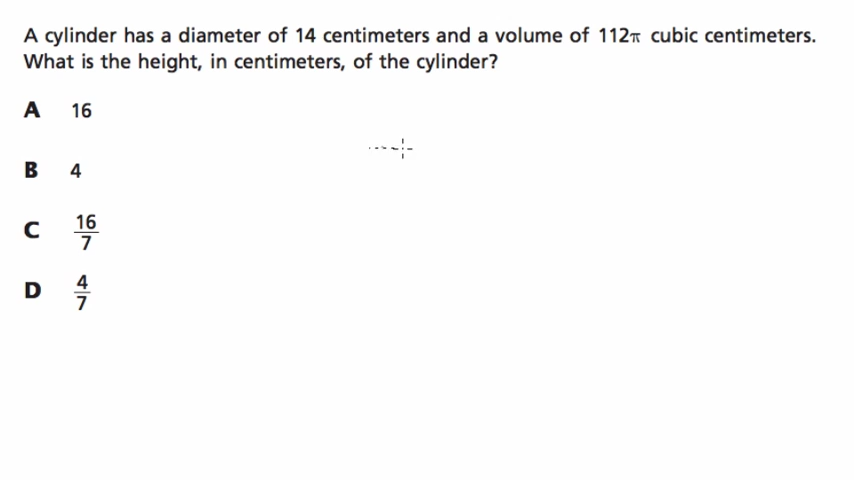 A cylinder has a diameter of 14 centimeters and a volume of 112π cubic centimeters.
What is the height, in centimeters, of the cylinder?
A 16
B 4
C 16/7
D 4/7